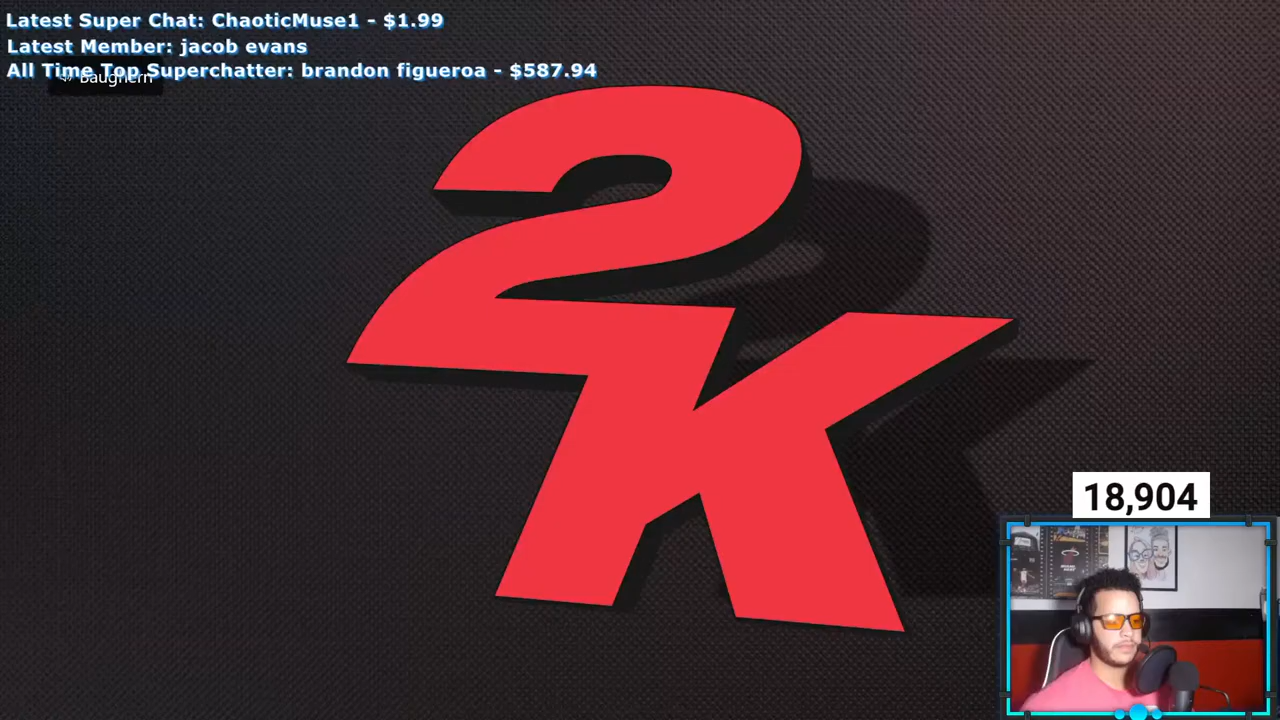 Latest Super Chat: ChaoticMuse1 - $1.99
Latest Member: jacob evans
All Time Top Superchatter: brandon figueroa - $587.94
Baughern
2K
18,904